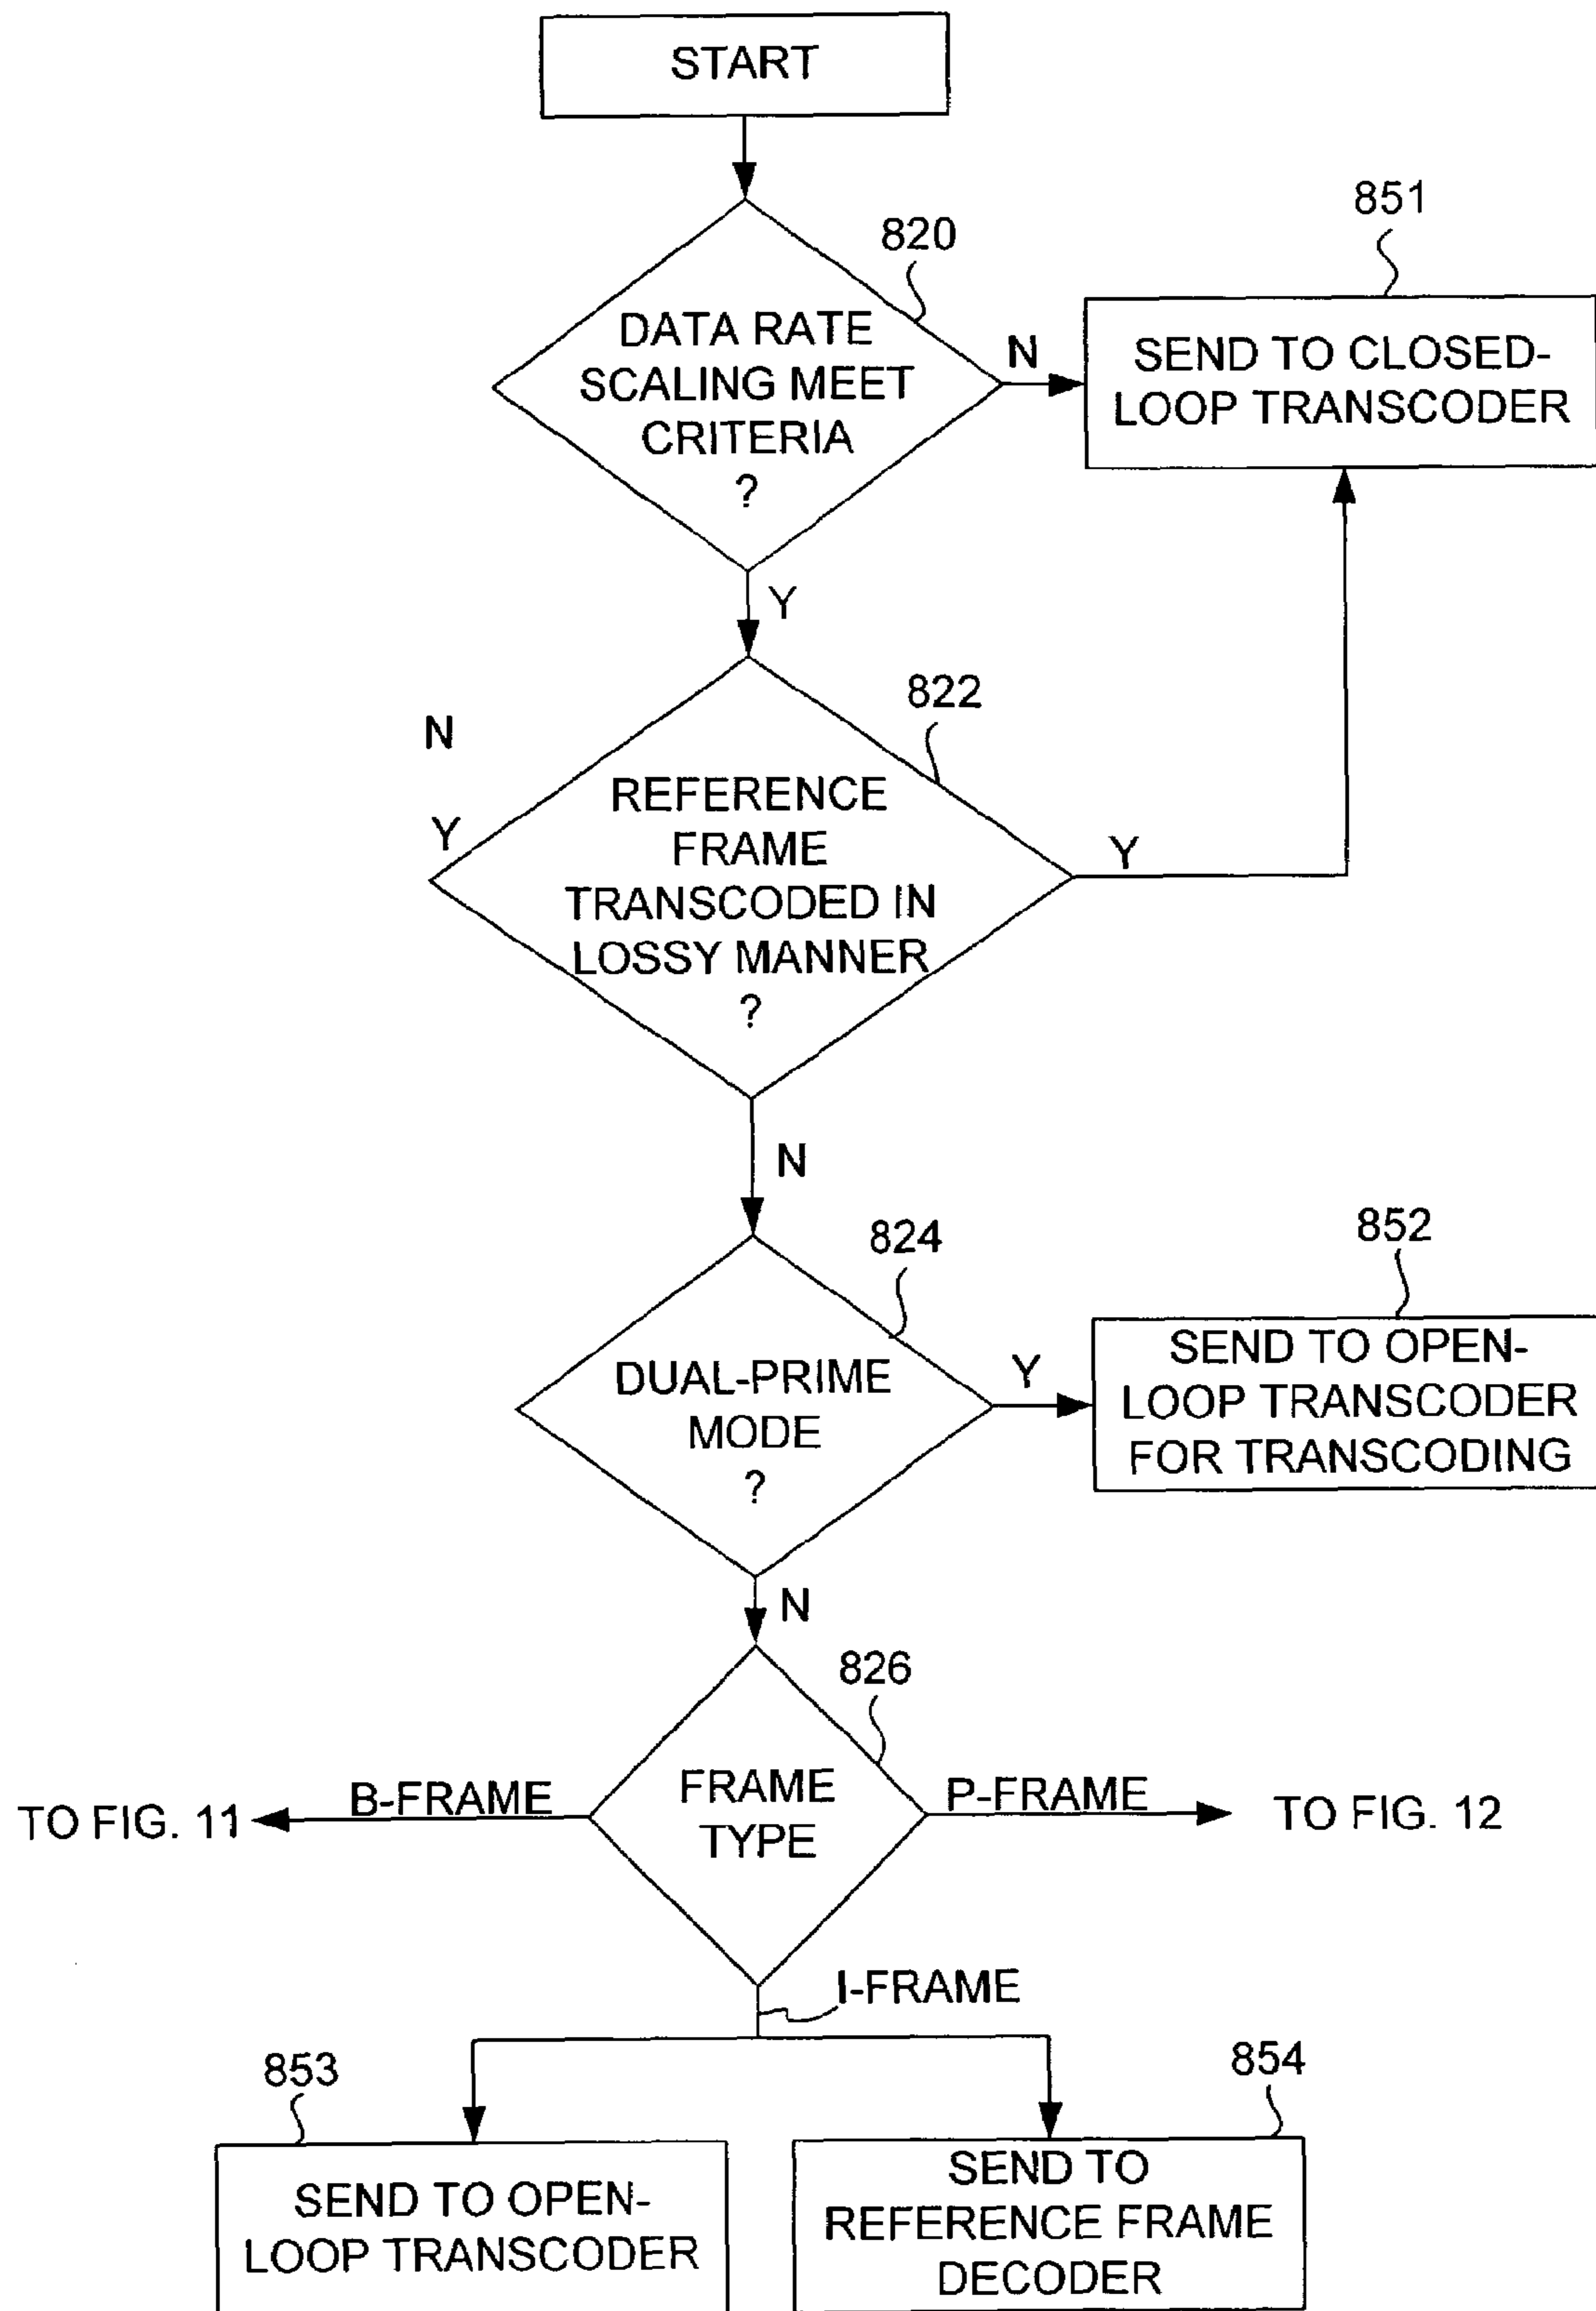 START
820
851
DATA RATE
SCALING MEET
CRITERIA
?
N
SEND TO CLOSED-
LOOP TRANSCODER
Y
822
N
Y
REFERENCE
FRAME
TRANSCODED IN
LOSSY MANNER
?
Y
N
824
852
DUAL-PRIME
MODE
?
Y
SEND TO OPEN-
LOOP TRANSCODER
FOR TRANSCODING
N
826
TO FIG. 11
B-FRAME
FRAME
TYPE
P-FRAME
TO FIG. 12
I-FRAME
853
854
SEND TO OPEN-
LOOP TRANSCODER
SEND TO
REFERENCE FRAME
DECODER